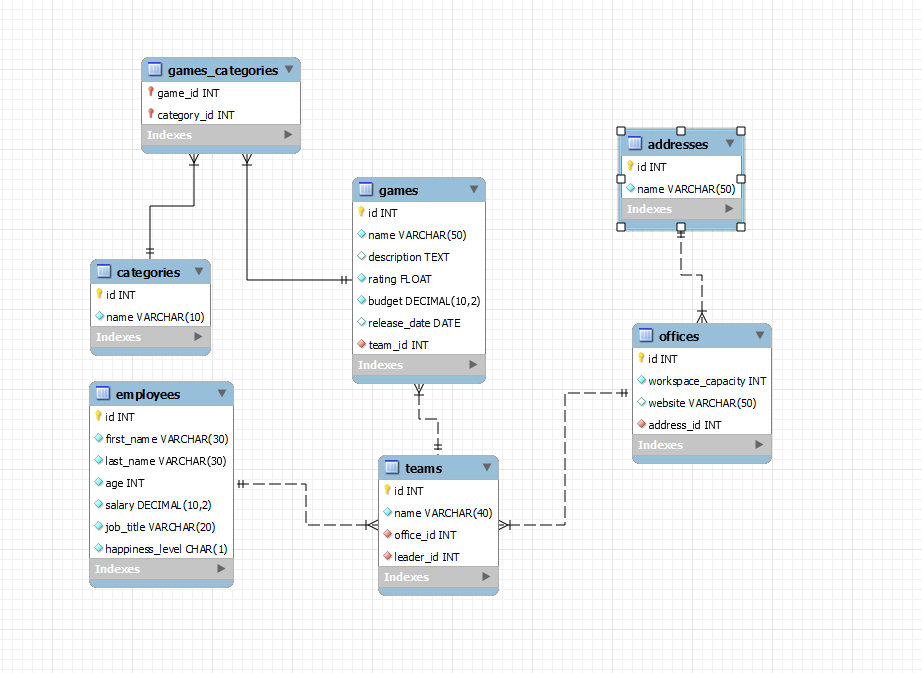 games_categories
game_id INT
category_id INT
Indexes
addresses
id INT
name VARCHAR(50)
Indexes
games
id INT
name VARCHAR(50)
description TEXT
rating FLOAT
budget DECIMAL(10,2)
release_date DATE
team_id INT
Indexes
categories
id INT
name VARCHAR(10)
Indexes
offices
id INT
workspace_capacity INT
website VARCHAR(50)
address_id INT
Indexes
employees
id INT
first_name VARCHAR(30)
last_name VARCHAR(30)
age INT
salary DECIMAL(10,2)
job_title VARCHAR(20)
happiness_level CHAR(1)
Indexes
teams
id INT
name VARCHAR(40)
office_id INT
leader_id INT
Indexes